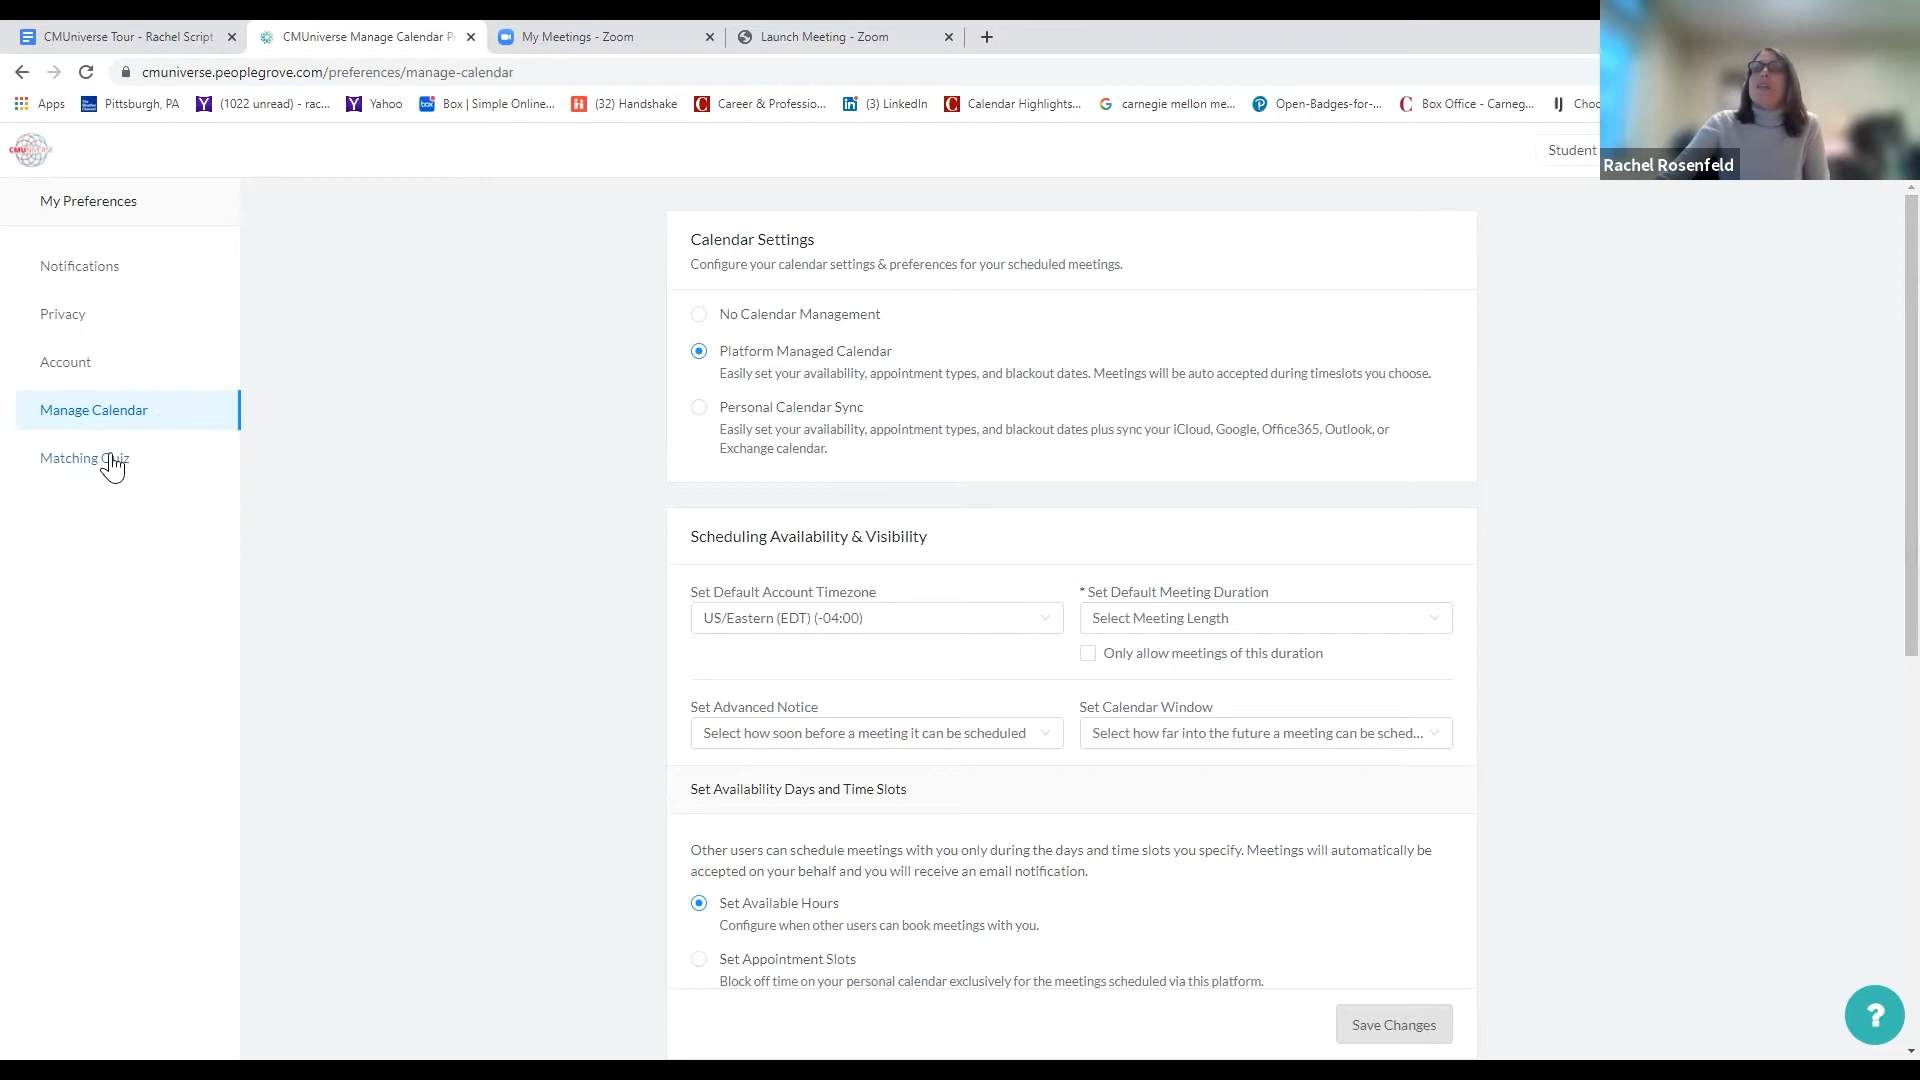 CMUniverse Tour - Rachel Script
CMUniverse Manage Calendar P
My Meetings - Zoom
Launch Meeting - Zoom
cmuniverse.peoplegrove.com/preferences/manage-calendar
Apps
Pittsburgh, PA
(1022 unread) - rac...
Yahoo
Box | Simple Online...
(32) Handshake
Career & Professio...
(3) LinkedIn
Calendar Highlights...
carnegie mellon me...
Open-Badges-for-...
Box Office - Carneg...
Choo
CMUNIVERSE
Student
Rachel Rosenfeld
My Preferences
Notifications
Privacy
Account
Manage Calendar
Matching Quiz
Calendar Settings
Configure your calendar settings & preferences for your scheduled meetings.
No Calendar Management
Platform Managed Calendar
Easily set your availability, appointment types, and blackout dates. Meetings will be auto accepted during timeslots you choose.
Personal Calendar Sync
Easily set your availability, appointment types, and blackout dates plus sync your iCloud, Google, Office365, Outlook, or
Exchange calendar.
Scheduling Availability & Visibility
Set Default Account Timezone
* Set Default Meeting Duration
US/Eastern (EDT) (-04:00)
Select Meeting Length
Only allow meetings of this duration
Set Advanced Notice
Set Calendar Window
Select how soon before a meeting it can be scheduled
Select how far into the future a meeting can be sched...
Set Availability Days and Time Slots
Other users can schedule meetings with you only during the days and time slots you specify. Meetings will automatically be
accepted on your behalf and you will receive an email notification.
Set Available Hours
Configure when other users can book meetings with you.
Set Appointment Slots
Block off time on your personal calendar exclusively for the meetings scheduled via this platform.
Save Changes
?